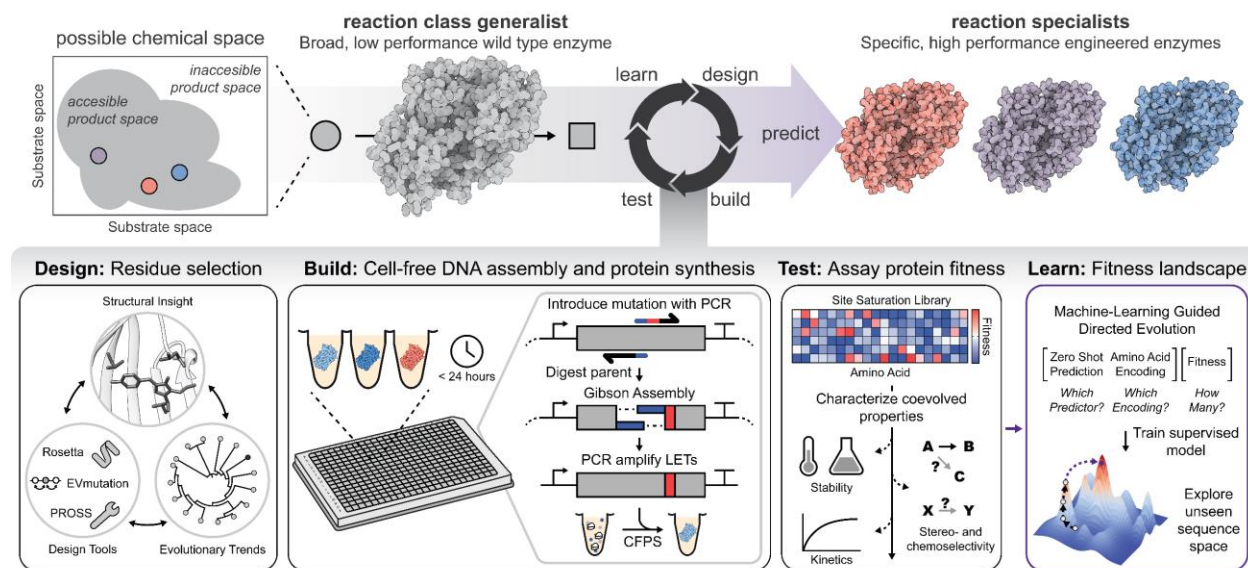 possible chemical space
inaccesible
product space
accesible
product space
Substrate space
Substrate space
reaction class generalist
Broad, low performance wild type enzyme
learn
design
test
build
predict
reaction specialists
Specific, high performance engineered enzymes
Design: Residue selection
Structural Insight
Rosetta
EVmutation
PROSS
Design Tools
Evolutionary Trends
Build: Cell-free DNA assembly and protein synthesis
< 24 hours
Introduce mutation with PCR
Digest parent
Gibson Assembly
PCR amplify LETs
CFPS
Test: Assay protein fitness
Site Saturation Library
Fitness
Amino Acid
Characterize coevolved
properties
Stability
Kinetics
A → B
?
C
?
X → Y
Stereo- and
chemoselectivity
Learn: Fitness landscape
Machine-Learning Guided
Directed Evolution
Zero Shot
Prediction
Amino Acid
Encoding
Fitness
Which
Predictor?
Which
Encoding?
How
Many?
Train supervised
model
Explore
unseen
sequence
space